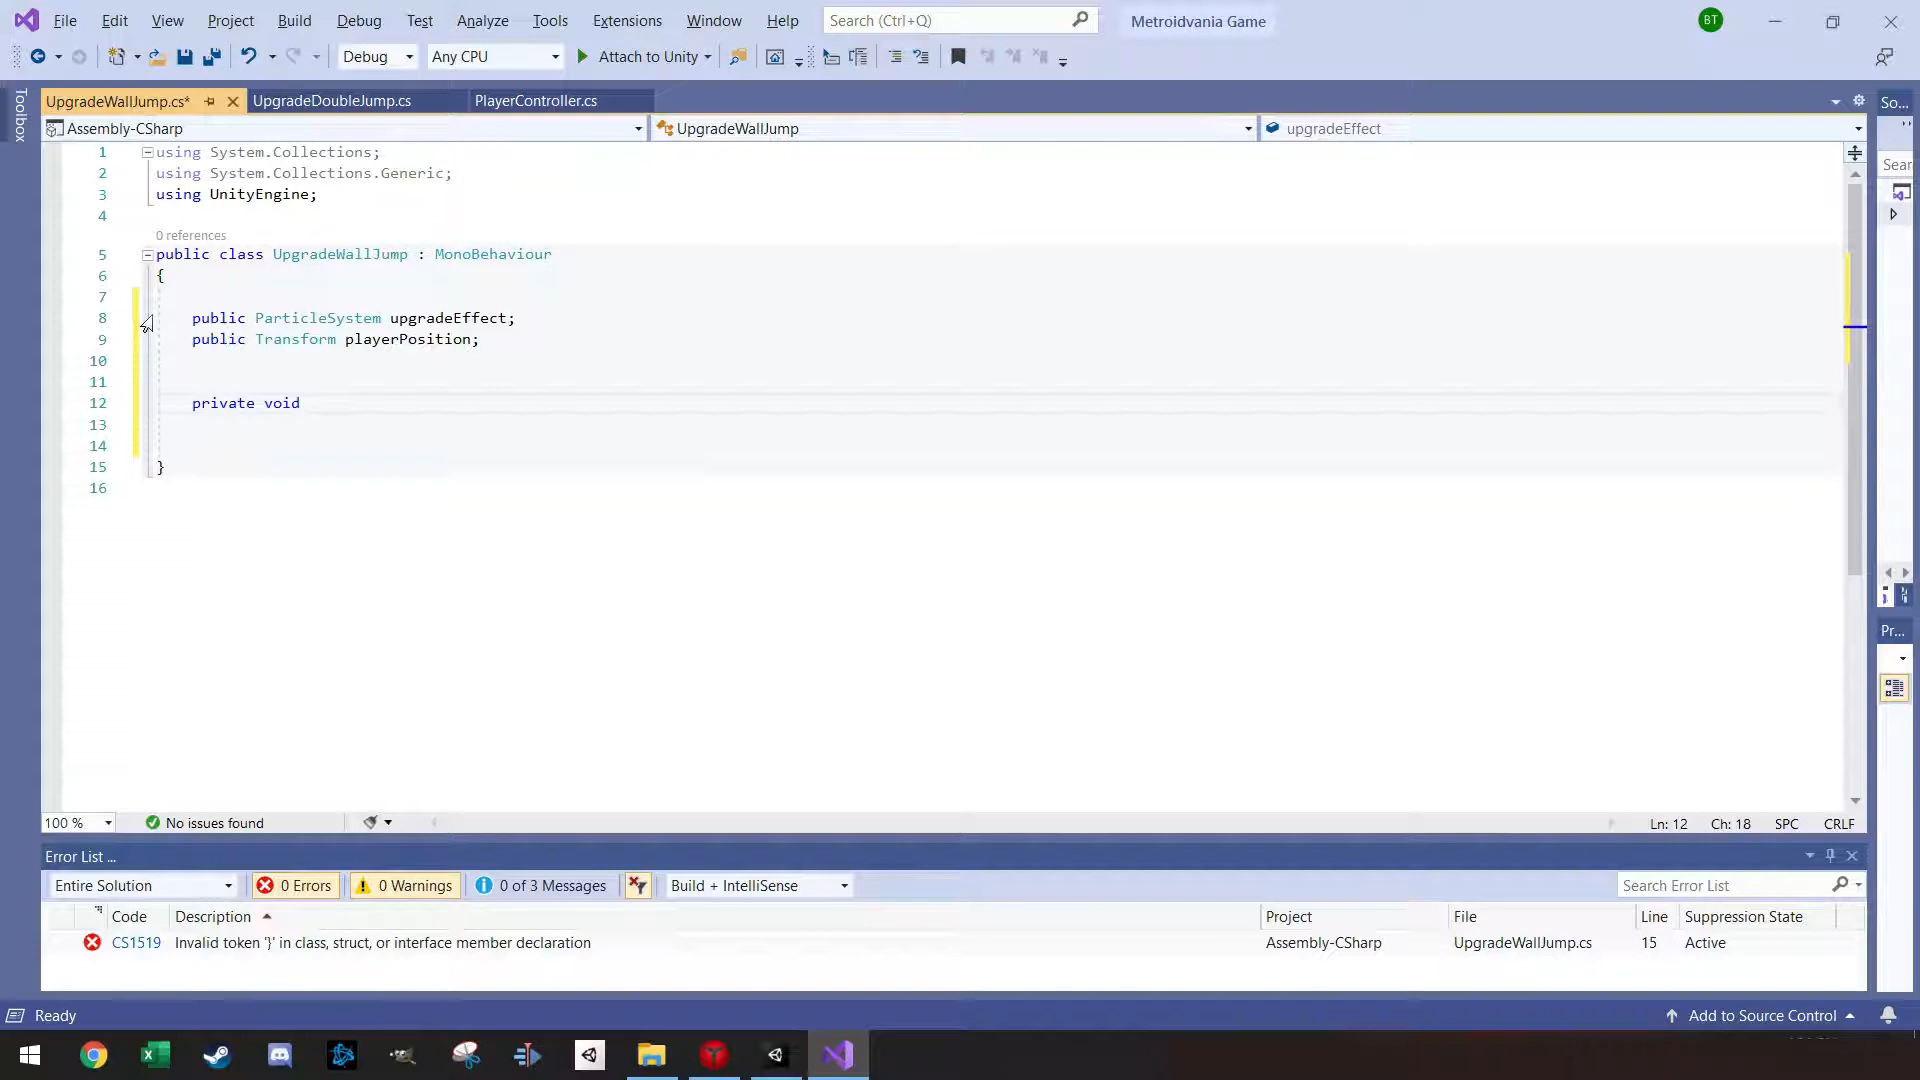 File Edit View Project Build Debug Test Analyze Tools Extensions Window Help Search (Ctrl+Q) Metroidvania Game BT
Debug Any CPU Attach to Unity
Toolbox
UpgradeWallJump.cs* UpgradeDoubleJump.cs PlayerController.cs So...
Assembly-CSharp UpgradeWallJump upgradeEffect
Sear
1 using System.Collections;
2 using System.Collections.Generic;
3 using UnityEngine;
4
0 references
5 public class UpgradeWallJump : MonoBehaviour
6 {
7
8 public ParticleSystem upgradeEffect;
9 public Transform playerPosition;
10
11
12 private void
13
14
15 }
16
Pr...
100 % No issues found Ln: 12 Ch: 18 SPC CRLF
Error List ...
Entire Solution 0 Errors 0 Warnings 0 of 3 Messages Build + IntelliSense Search Error List
Code Description Project File Line Suppression State
CS1519 Invalid token '}' in class, struct, or interface member declaration Assembly-CSharp UpgradeWallJump.cs 15 Active
Ready Add to Source Control